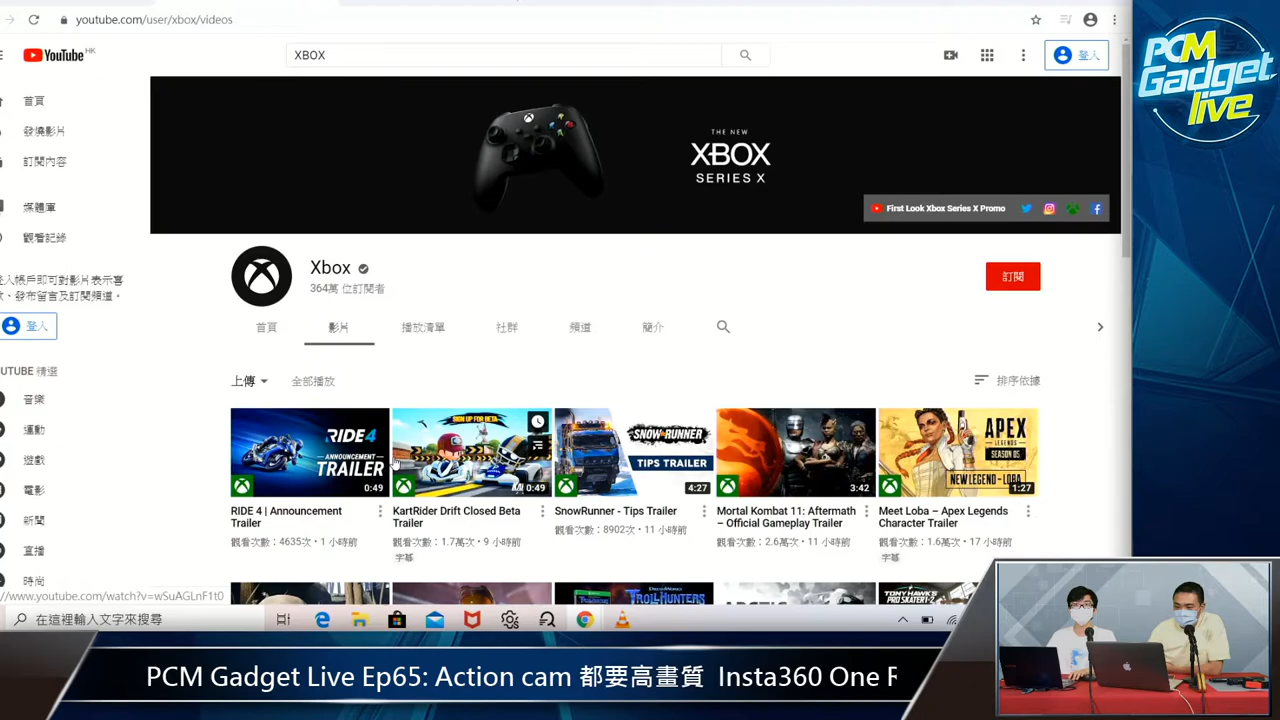 youtube.com/user/xbox/videos
YouTube HK
XBOX
登入
首頁
發燒影片
訂閱內容
媒體庫
觀看記錄
登入帳戶即可對影片表示喜
、發布留言及訂閱頻道。
登入
UTUBE 精選
音樂
運動
遊戲
電影
新聞
直播
時尚
THE NEW
XBOX
SERIES X
First Look Xbox Series X Promo
Xbox
364萬 位訂閱者
訂閱
首頁
影片
播放清單
社群
頻道
簡介
上傳
全部播放
排序依據
RIDE 4
ANNOUNCEMENT
TRAILER
0:49
SIGN UP FOR BETA
0:49
SNOWRUNNER
TIPS TRAILER
4:27
3:42
APEX
LEGENDS
SEASON 05
NEW LEGEND - LOBA
1:27
RIDE 4 | Announcement
Trailer
觀看次數：4635次 • 1 小時前
KartRider Drift Closed Beta
Trailer
觀看次數：1.7萬次 • 9 小時前
字幕
SnowRunner - Tips Trailer
觀看次數：8902次 • 11 小時前
Mortal Kombat 11: Aftermath
– Official Gameplay Trailer
觀看次數：2.6萬次 • 11 小時前
Meet Loba – Apex Legends
Character Trailer
觀看次數：1.6萬次 • 17 小時前
字幕
TROLLHUNTERS
ARCTIC
TONY HAWK'S
PRO SKATER 1+2
//www.youtube.com/watch?v=wSuAGLnF1
在這裡輸入文字來搜尋
PCM
Gadget
live
PCM Gadget Live Ep65: Action cam 都要高畫質 Insta360 One R